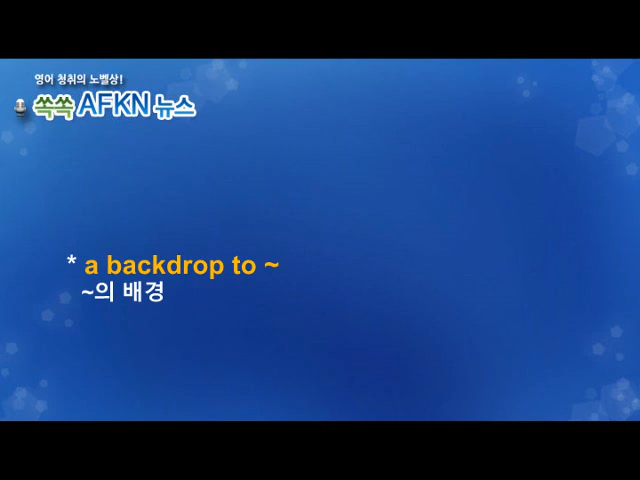 영어 청취의 노벨상!
쏙쏙 AFKN 뉴스
* a backdrop to ~
~의 배경